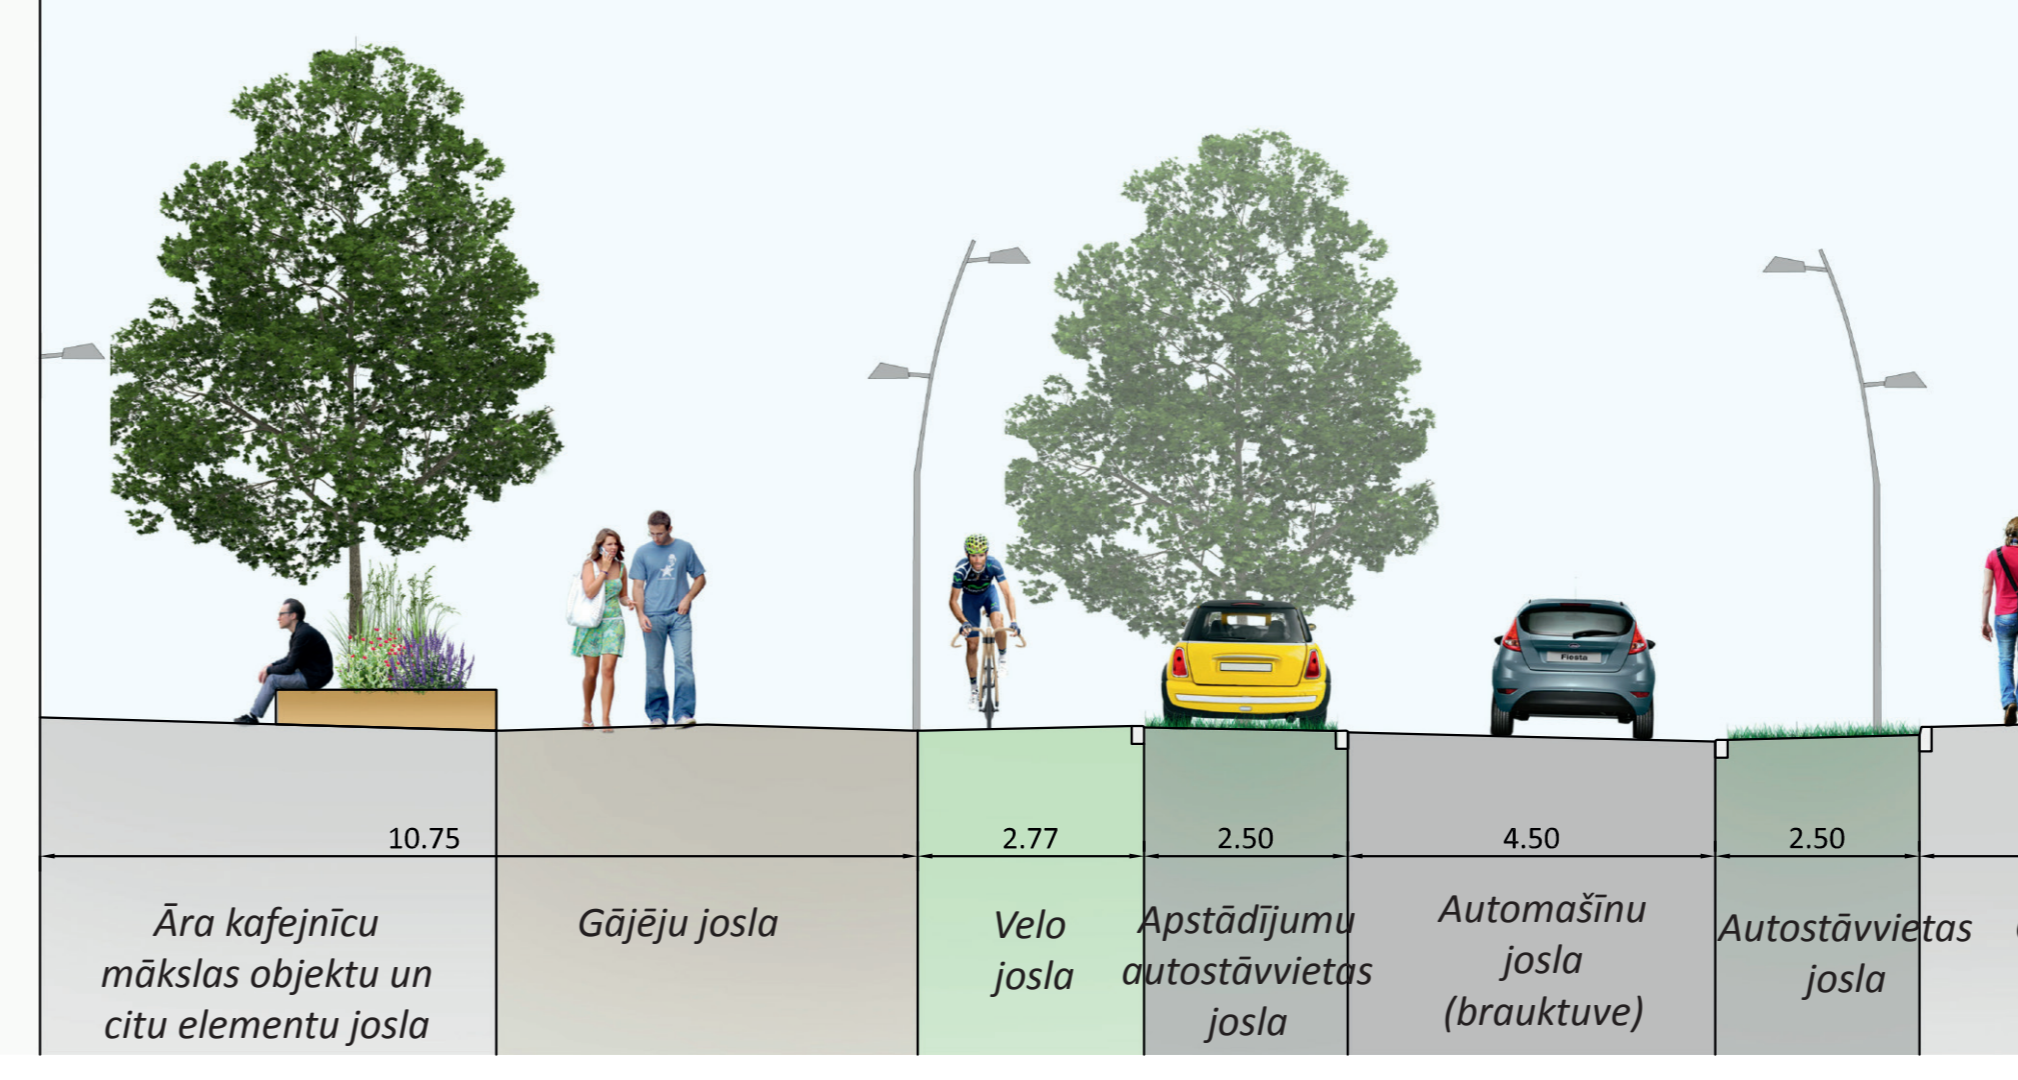 10.75
2.77
2.50
4.50
2.50
Āra kafejnīcu
mākslas objektu un
citu elementu josla
Gājēju josla
Velo
josla
Apstādījumu
autostāvvietas
josla
Automašīnu
josla
(brauktuve)
Autostāvvietas
josla
Fiesta